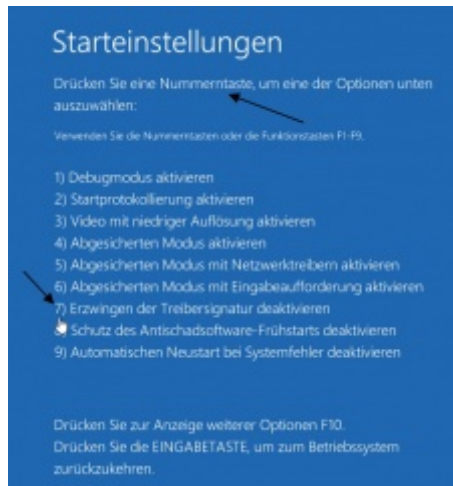 Starteinstellungen
Drücken Sie eine Nummerntaste, um eine der Optionen unten
auszuwählen:
Verwenden Sie die Nummerntasten oder die Funktionstasten F1-F9.
1) Debugmodus aktivieren
2) Startprotokollierung aktivieren
3) Video mit niedriger Auflösung aktivieren
4) Abgesicherten Modus aktivieren
5) Abgesicherten Modus mit Netzwerktreibern aktivieren
6) Abgesicherten Modus mit Eingabeaufforderung aktivieren
7) Erzwingen der Treibersignatur deaktivieren
8) Schutz des Antischadsoftware-Frühstarts deaktivieren
9) Automatischen Neustart bei Systemfehler deaktivieren
Drücken Sie zur Anzeige weiterer Optionen F10.
Drücken Sie die EINGABETASTE, um zum Betriebssystem
zurückzukehren.